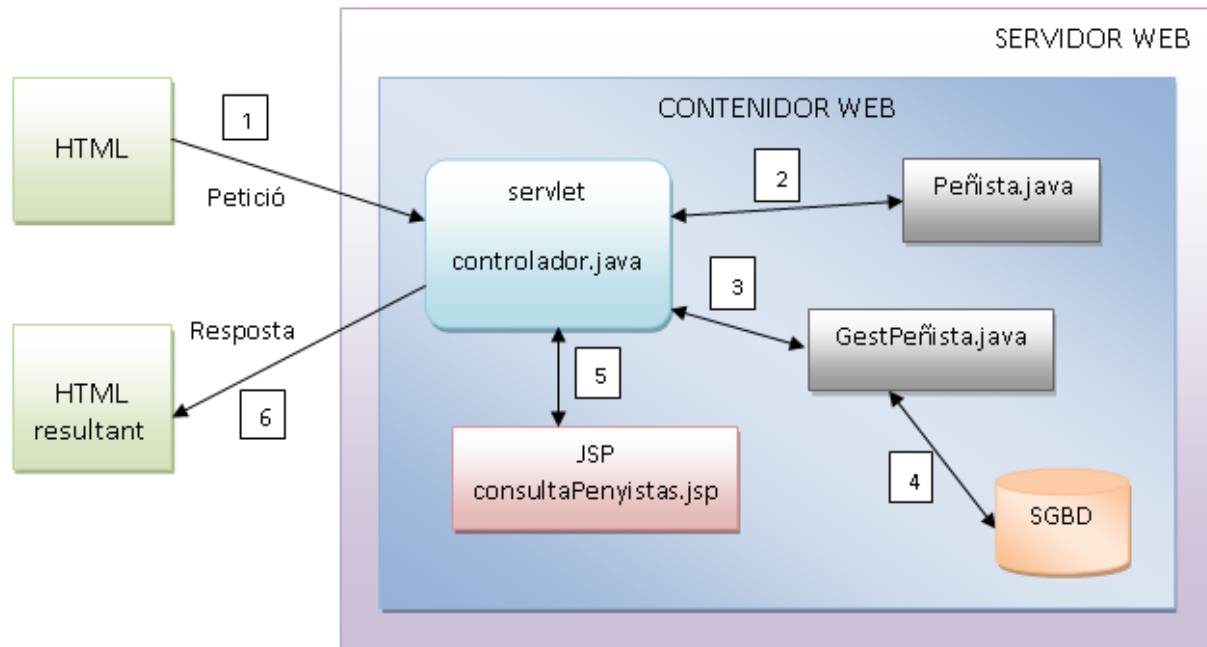 SERVIDOR WEB
CONTENIDOR WEB
HTML
1
Petició
servlet
controlador.java
2
Peñista.java
3
GestPeñista.java
Resposta
HTML
resultant
6
5
JSP
consultaPenyistas.jsp
4
SGBD